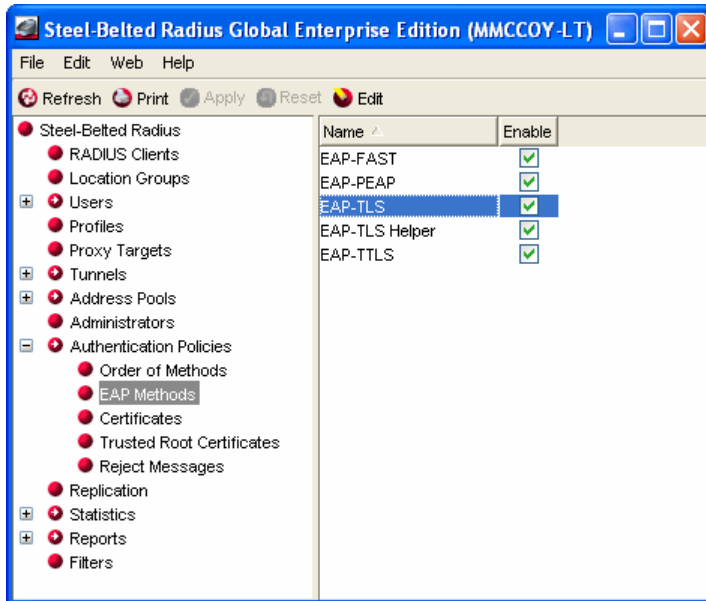 Steel-Belted Radius Global Enterprise Edition (MMCCOY-LT)
File Edit Web Help
Refresh Print Apply Reset Edit
Steel-Belted Radius
RADIUS Clients
Location Groups
Users
Profiles
Proxy Targets
Tunnels
Address Pools
Administrators
Authentication Policies
Order of Methods
EAP Methods
Certificates
Trusted Root Certificates
Reject Messages
Replication
Statistics
Reports
Filters
Name Enable
EAP-FAST
EAP-PEAP
EAP-TLS
EAP-TLS Helper
EAP-TTLS